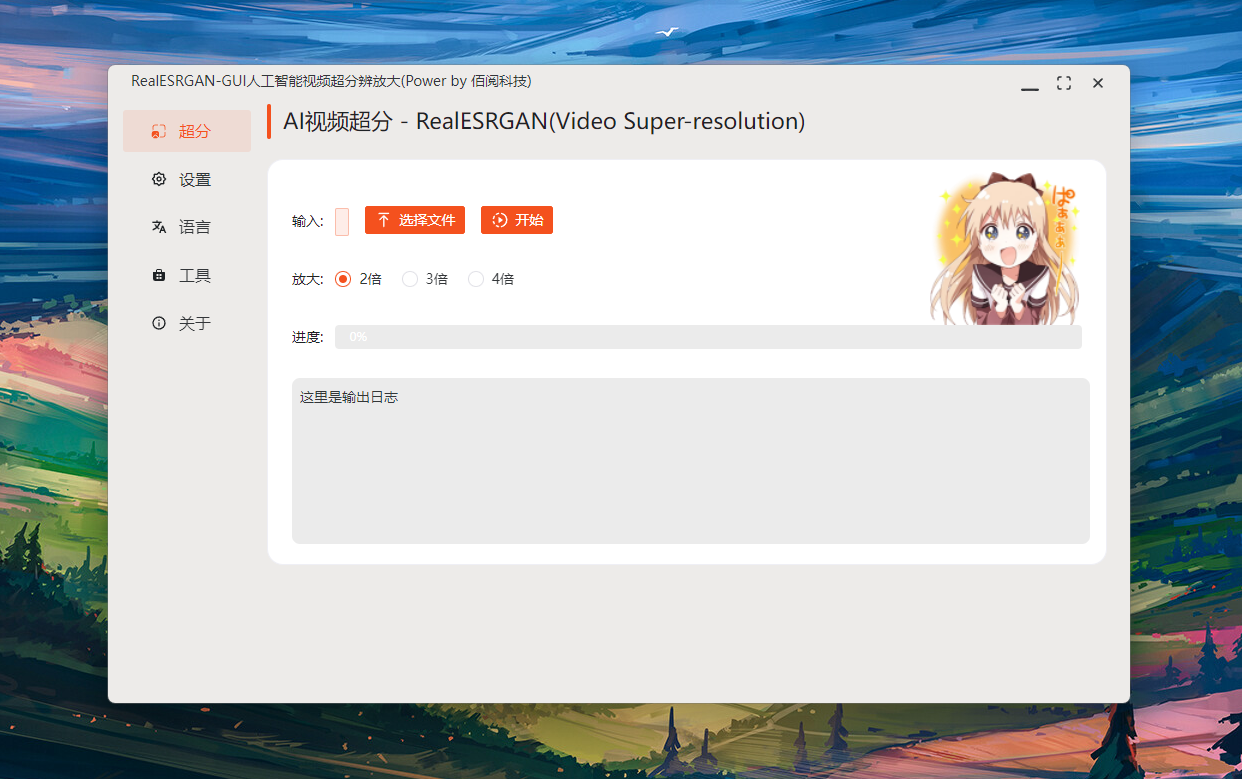 RealESRGAN-GUI人工智能视频超分辨放大(Power by 佰阅科技)
超分
设置
语言
工具
关于
AI视频超分 - RealESRGAN(Video Super-resolution)
输入: 选择文件 开始
放大: 2倍 3倍 4倍
进度: 0%
这里是输出日志
ぱぁぁぁ